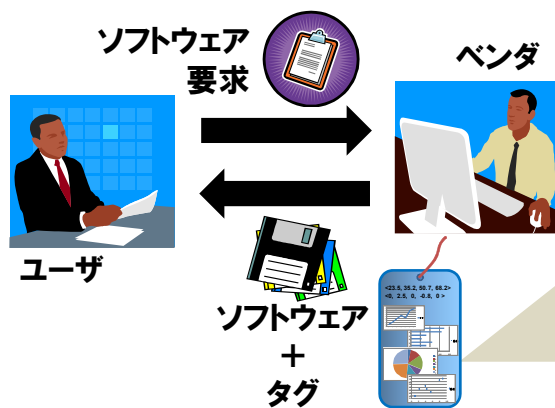 ソフトウェア
要求
ベンダ
ユーザ
ソフトウェア
＋
タグ
<23.5, 35.2, 50.7, 68.2>
<0, 2.5, 0, -0.8, 0 >